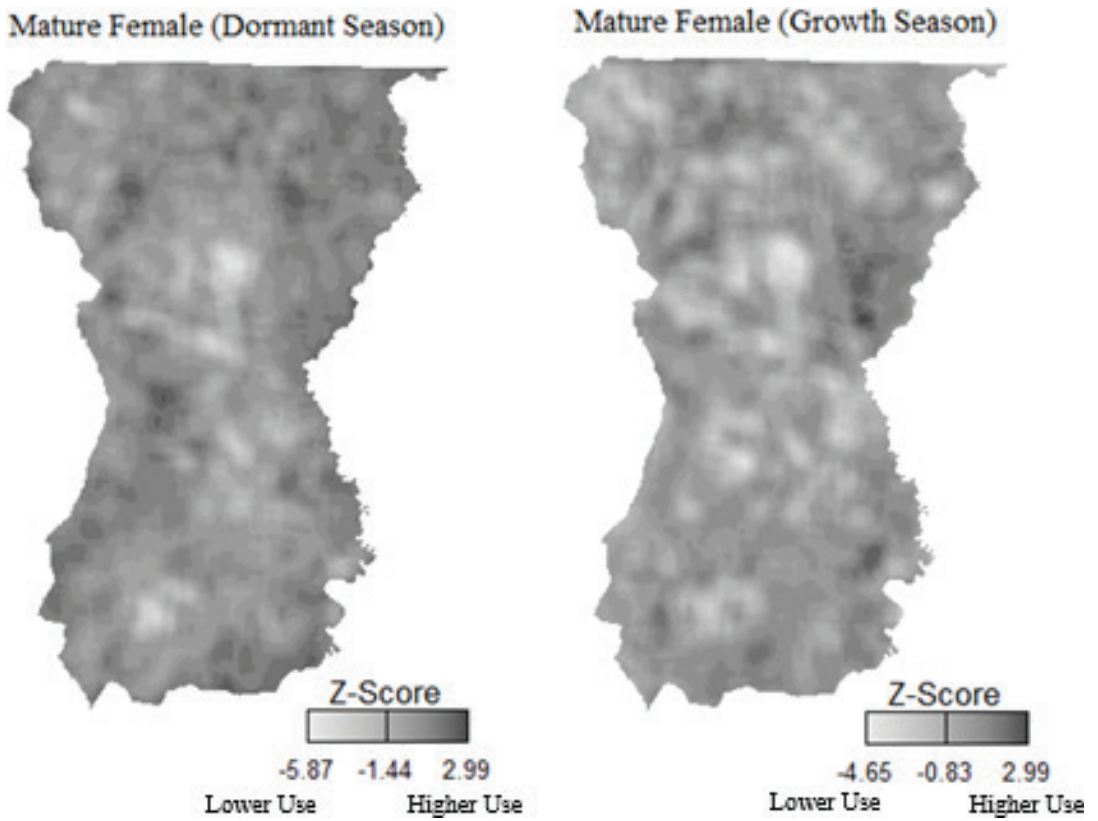 Mature Female (Dormant Season)
Mature Female (Growth Season)
Z-Score
-5.87 -1.44 2.99
Lower Use Higher Use
Z-Score
-4.65 -0.83 2.99
Lower Use Higher Use